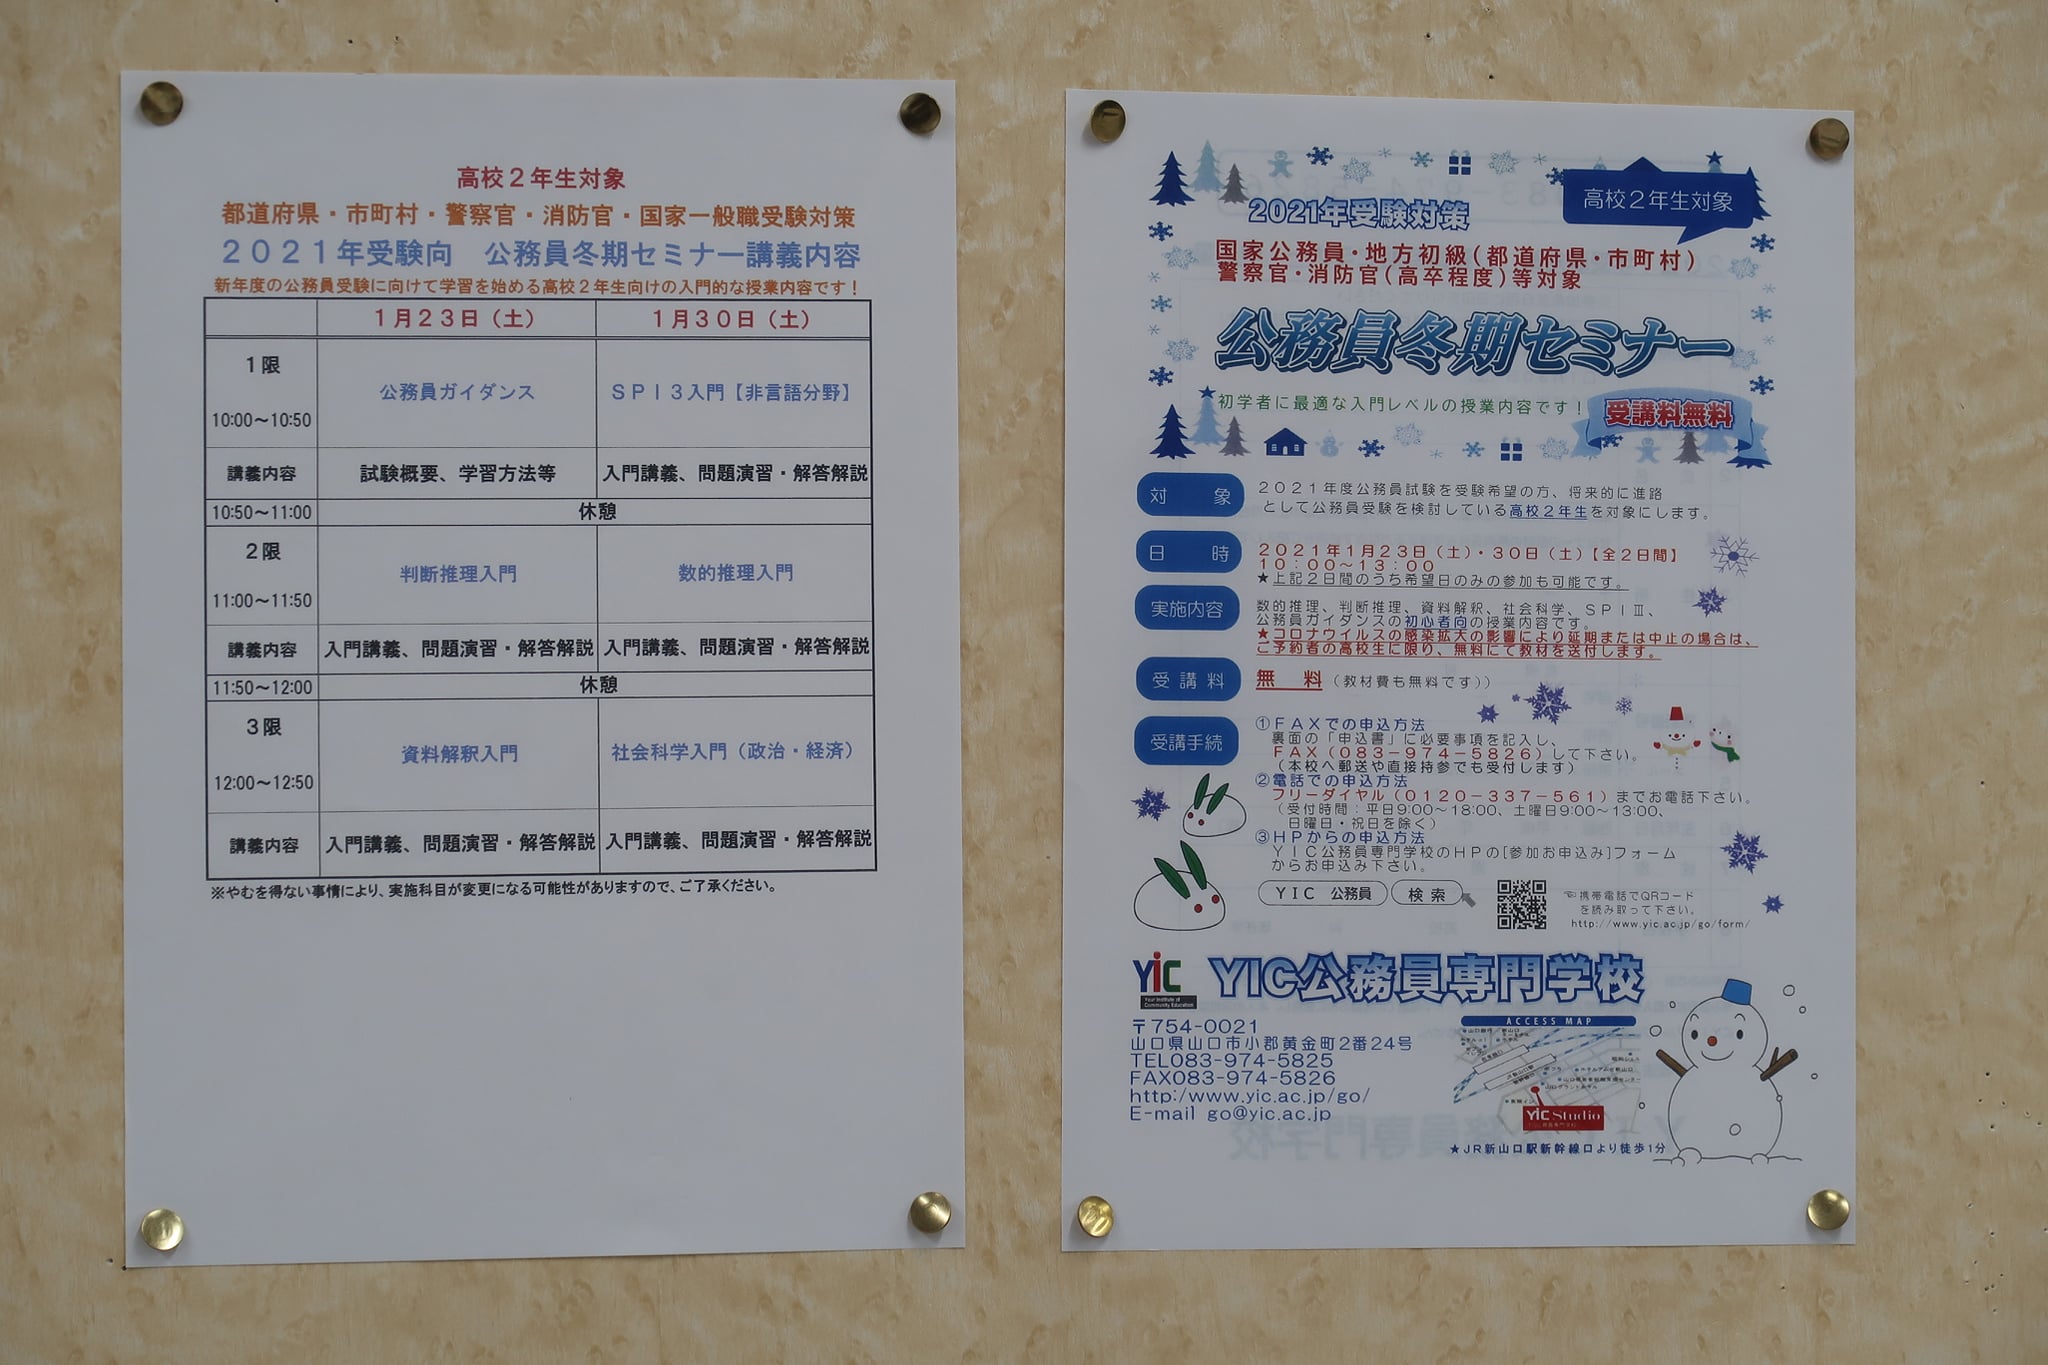 高校２年生対象
都道府県・市町村・警察官・消防官・国家一般職受験対策
２０２１年受験向　公務員冬期セミナー講義内容
新年度の公務員受験に向けて学習を始める高校２年生向けの入門的な授業内容です！
１月２３日（土）　１月３０日（土）
１限
10:00～10:50　公務員ガイダンス　ＳＰＩ３入門【非言語分野】
講義内容　試験概要、学習方法等　入門講義、問題演習・解答解説
10:50～11:00　休憩
２限
11:00～11:50　判断推理入門　数的推理入門
講義内容　入門講義、問題演習・解答解説　入門講義、問題演習・解答解説
11:50～12:00　休憩
３限
12:00～12:50　資料解釈入門　社会科学入門（政治・経済）
講義内容　入門講義、問題演習・解答解説　入門講義、問題演習・解答解説
※やむを得ない事情により、実施科目が変更になる可能性がありますので、ご了承ください。
高校２年生対象
2021年受験対策
国家公務員・地方初級（都道府県・市町村）
警察官・消防官（高卒程度）等対象
公務員冬期セミナー
初学者に最適な入門レベルの授業内容です！
受講料無料
対象　２０２１年度公務員試験を受験希望の方、将来的に進路
として公務員受験を検討している高校２年生を対象にします。
日時　２０２１年１月２３日（土）・３０日（土）【全２日間】
１０：００～１３：００
★上記２日間のうち希望日のみの参加も可能です。
実施内容　数的推理、判断推理、資料解釈、社会科学、ＳＰＩⅢ、
公務員ガイダンスの初心者向の授業内容です。
★コロナウイルスの感染拡大の影響により延期または中止の場合は、
ご予約者の高校生に限り、無料にて教材を送付します。
受講料　無料（教材費も無料です））
受講手続　①ＦＡＸでの申込方法
裏面の「申込書」に必要事項を記入し、
ＦＡＸ（０８３－９７４－５８２６）して下さい。
（本校へ郵送や直接持参でも受付します）
②電話での申込方法
フリーダイヤル（０１２０－３３７－５６１）までお電話下さい。
（受付時間：平日9:00～18:00、土曜日9:00～13:00、
日曜日・祝日を除く）
③ＨＰからの申込方法
ＹＩＣ公務員専門学校のＨＰの[参加お申込み]フォーム
からお申込み下さい。
ＹＩＣ　公務員　検索
☜携帯電話でQRコード
を読み取って下さい。
http://www.yic.ac.jp/go/form/
YIC
Your Institute of
Community Education
YIC公務員専門学校
〒754-0021
山口県山口市小郡黄金町2番24号
TEL083-974-5825
FAX083-974-5826
http:/www.yic.ac.jp/go/
E-mail go@yic.ac.jp
ACCESS MAP
YIC Studio
★JR新山口駅新幹線口より徒歩1分